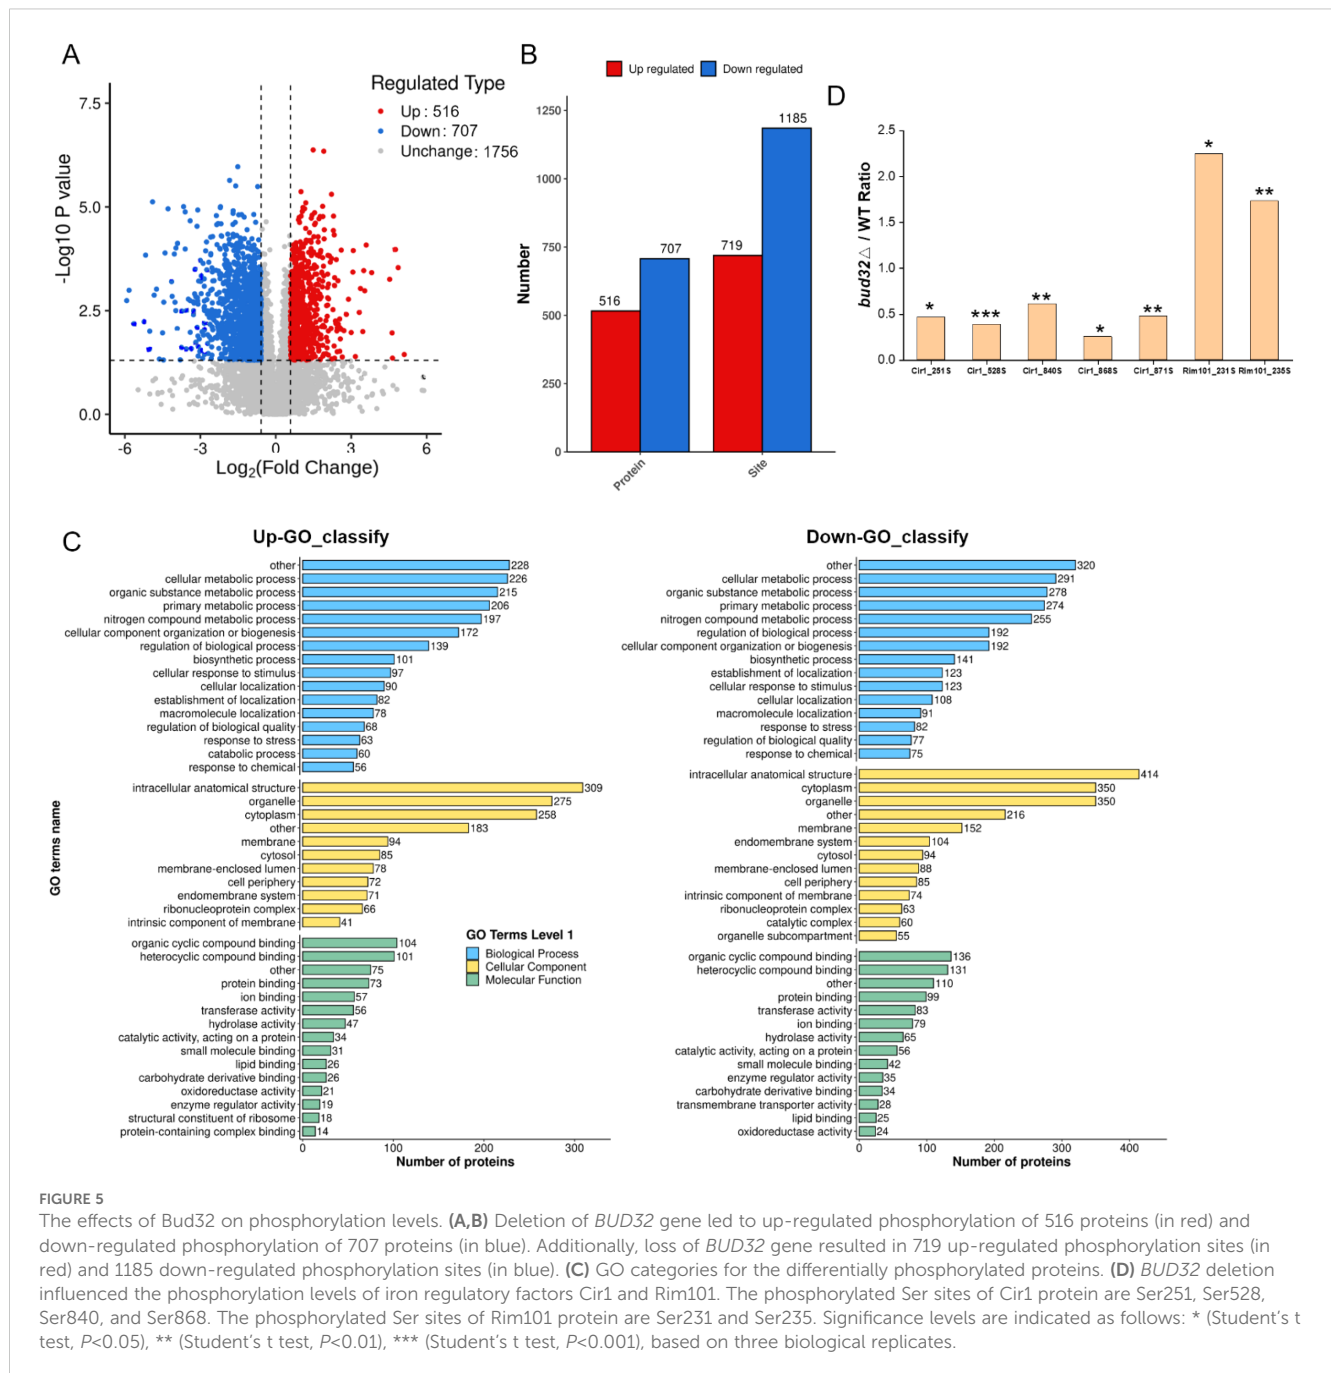 A
Regulated Type
Up : 516
Down : 707
Unchange : 1756
7.5
5.0
2.5
0.0
-Log10 P value
-6
-3
0
3
6
Log2(Fold Change)
B
Up regulated
Down regulated
1250
1000
750
500
250
0
Number
516
707
719
1185
Protein
Site
D
2.5
2.0
1.5
1.0
0.5
0.0
bud32△ / WT Ratio
*
***
**
*
**
*
**
Cir1_251S
Cir1_528S
Cir1_840S
Cir1_868S
Cir1_871S
Rim101_231S
Rim101_235S
C
Up-GO_classify
GO terms name
other 228
cellular metabolic process 226
organic substance metabolic process 215
primary metabolic process 206
nitrogen compound metabolic process 197
cellular component organization or biogenesis 172
regulation of biological process 139
biosynthetic process 101
cellular response to stimulus 97
cellular localization 90
establishment of localization 82
macromolecule localization 78
regulation of biological quality 68
response to stress 63
catabolic process 60
response to chemical 56
intracellular anatomical structure 309
organelle 275
cytoplasm 258
other 183
membrane 94
cytosol 85
membrane-enclosed lumen 78
cell periphery 72
endomembrane system 71
ribonucleoprotein complex 66
intrinsic component of membrane 41
organic cyclic compound binding 104
heterocyclic compound binding 101
other 75
protein binding 73
ion binding 57
transferase activity 56
hydrolase activity 47
catalytic activity, acting on a protein 34
small molecule binding 31
lipid binding 26
carbohydrate derivative binding 26
oxidoreductase activity 21
enzyme regulator activity 19
structural constituent of ribosome 18
protein-containing complex binding 14
0 100 200 300
Number of proteins
GO Terms Level 1
Biological Process
Cellular Component
Molecular Function
Down-GO_classify
other 320
cellular metabolic process 291
organic substance metabolic process 278
primary metabolic process 274
nitrogen compound metabolic process 255
regulation of biological process 192
cellular component organization or biogenesis 192
biosynthetic process 141
establishment of localization 123
cellular response to stimulus 123
cellular localization 108
macromolecule localization 91
response to stress 82
regulation of biological quality 77
response to chemical 75
intracellular anatomical structure 414
cytoplasm 350
organelle 350
other 216
membrane 152
endomembrane system 104
cytosol 94
membrane-enclosed lumen 88
cell periphery 85
intrinsic component of membrane 74
ribonucleoprotein complex 63
catalytic complex 60
organelle subcompartment 55
organic cyclic compound binding 136
heterocyclic compound binding 131
other 110
protein binding 99
transferase activity 83
ion binding 79
hydrolase activity 65
catalytic activity, acting on a protein 56
small molecule binding 42
enzyme regulator activity 35
carbohydrate derivative binding 34
transmembrane transporter activity 28
lipid binding 25
oxidoreductase activity 24
0 100 200 300 400
Number of proteins
FIGURE 5
The effects of Bud32 on phosphorylation levels. (A,B) Deletion of BUD32 gene led to up-regulated phosphorylation of 516 proteins (in red) and
down-regulated phosphorylation of 707 proteins (in blue). Additionally, loss of BUD32 gene resulted in 719 up-regulated phosphorylation sites (in
red) and 1185 down-regulated phosphorylation sites (in blue). (C) GO categories for the differentially phosphorylated proteins. (D) BUD32 deletion
influenced the phosphorylation levels of iron regulatory factors Cir1 and Rim101. The phosphorylated Ser sites of Cir1 protein are Ser251, Ser528,
Ser840, and Ser868. The phosphorylated Ser sites of Rim101 protein are Ser231 and Ser235. Significance levels are indicated as follows: * (Student's t
test, P<0.05), ** (Student's t test, P<0.01), *** (Student's t test, P<0.001), based on three biological replicates.